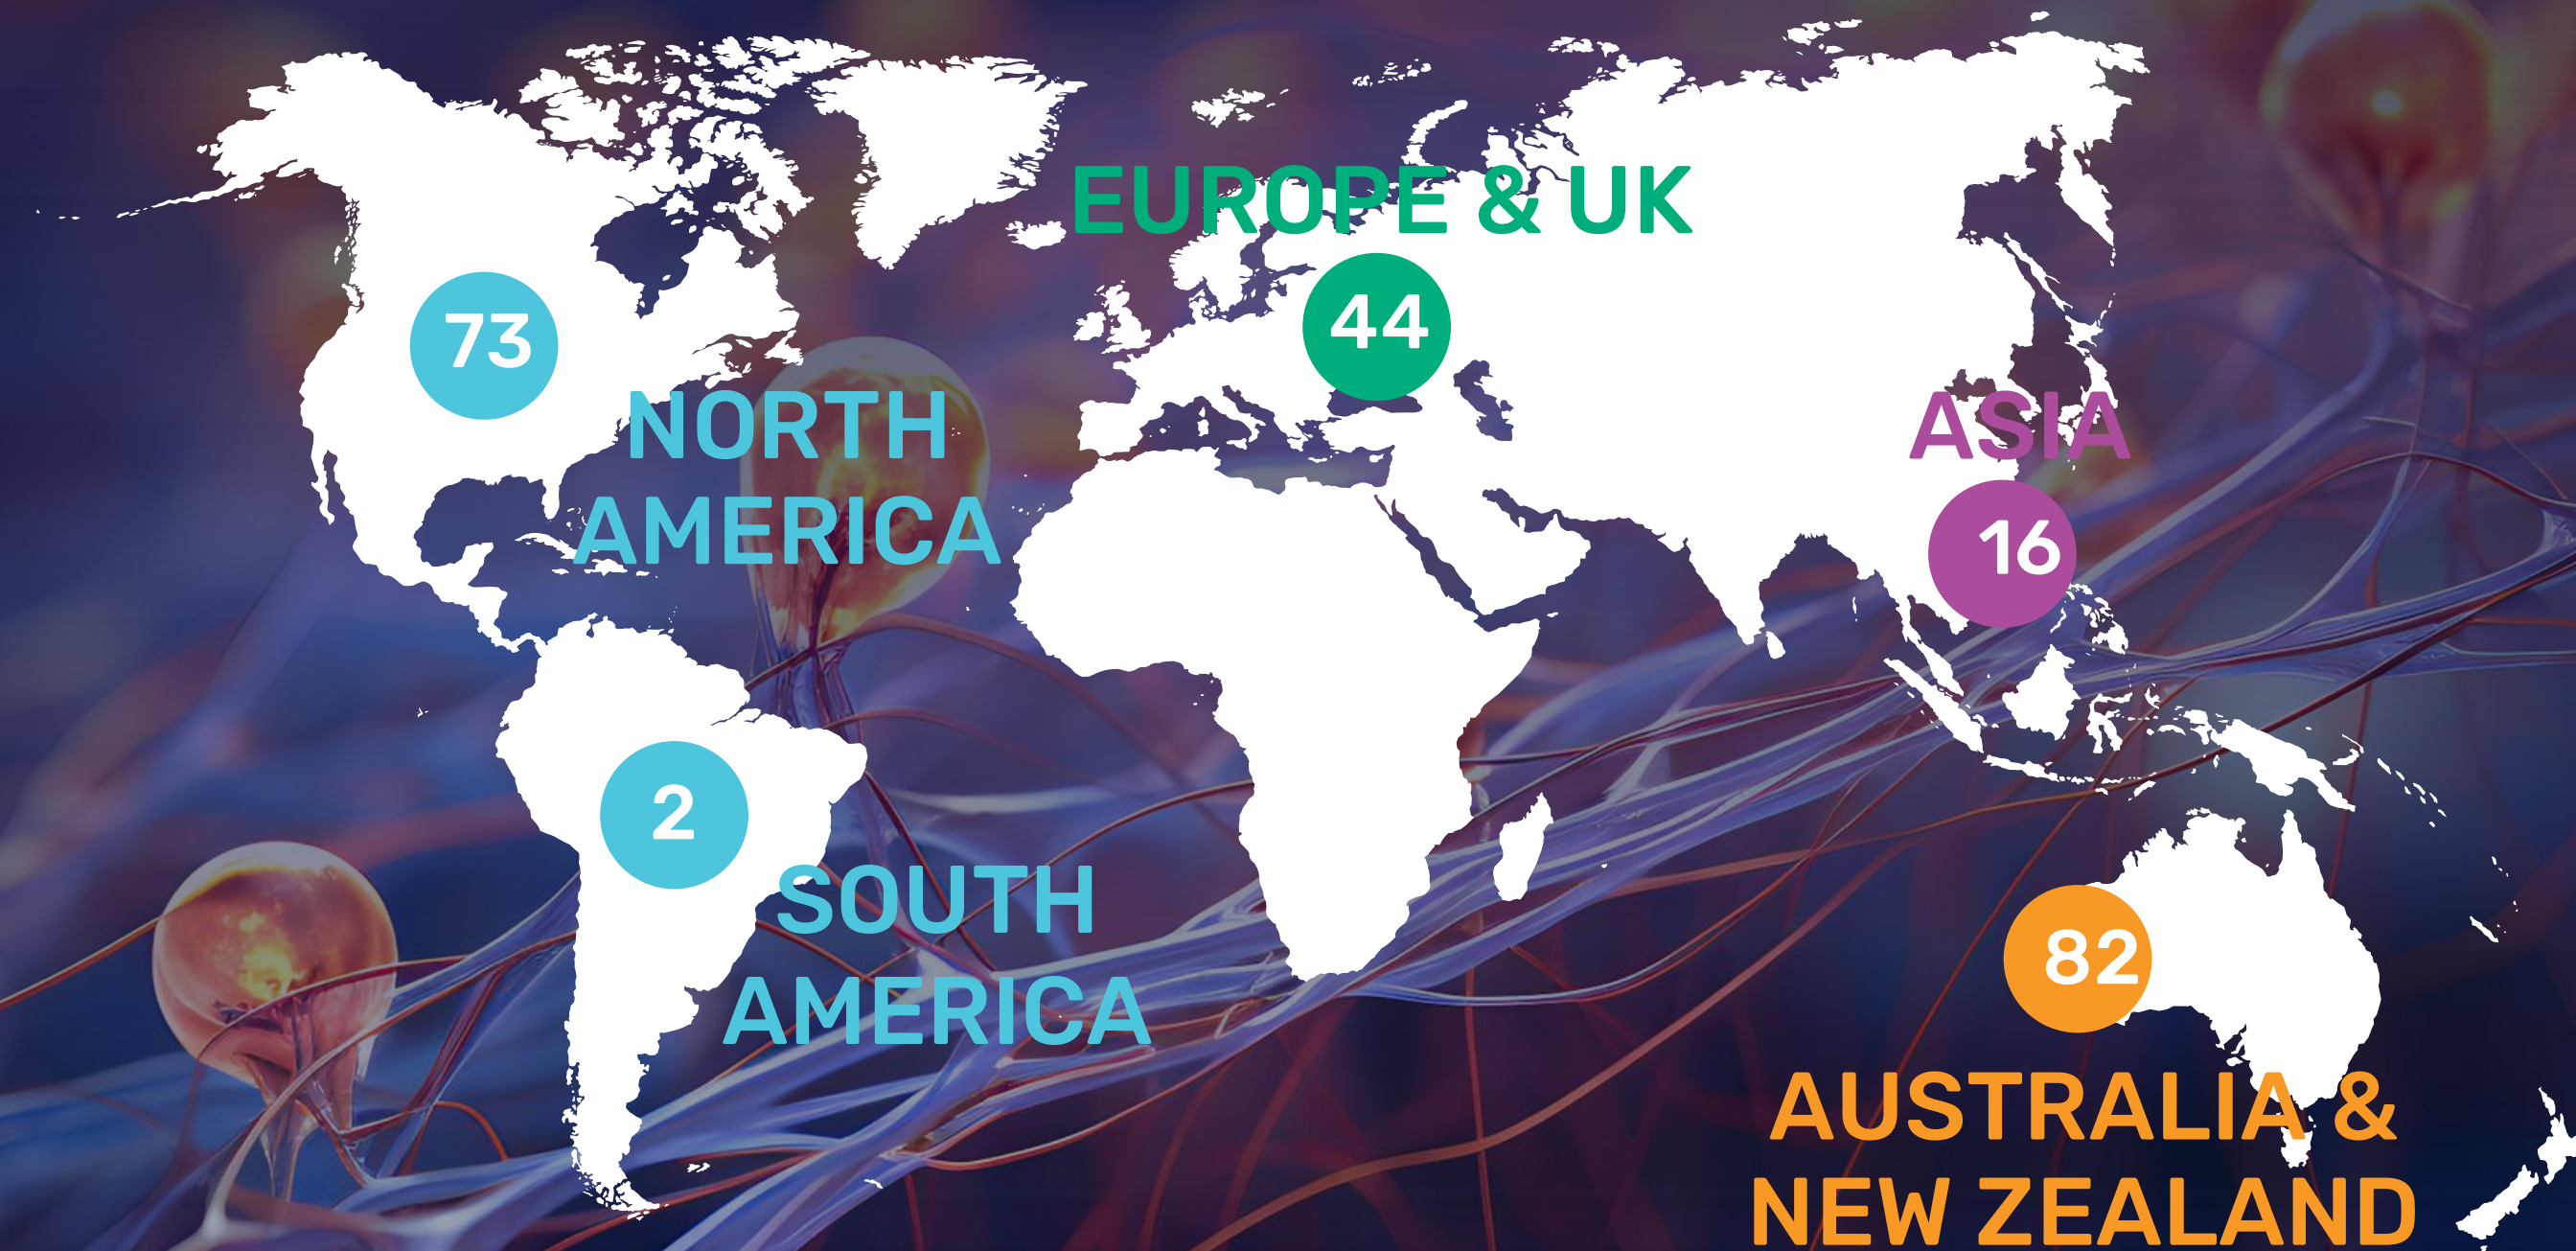 EUROPE & UK
44
73
NORTH
AMERICA
ASIA
16
2
SOUTH
AMERICA
82
AUSTRALIA &
NEW ZEALAND